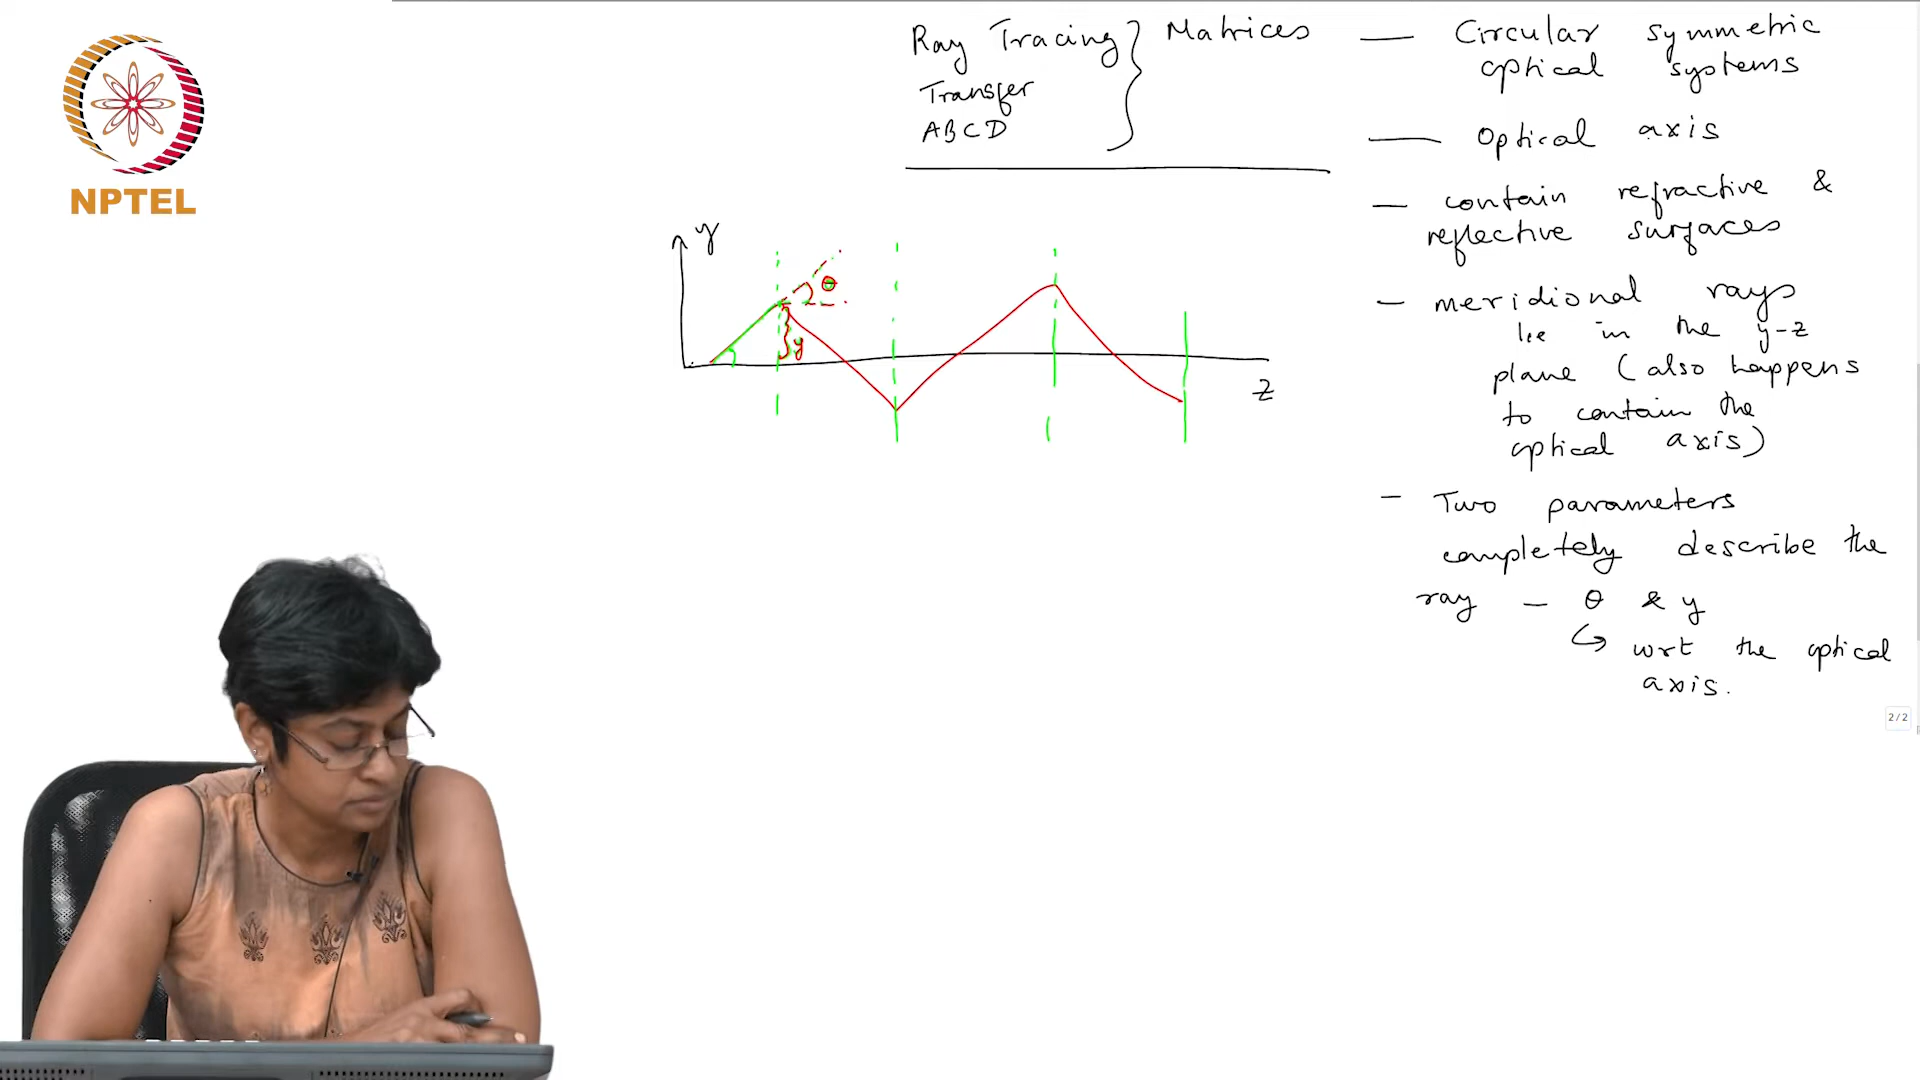 NPTEL
Ray Tracing } Matrices
Transfer
ABCD
y
θ
y
z
— Circular symmetric
optical systems
— Optical axis
— contain refractive &
reflective surfaces
— meridional rays
lie in the y-z
plane (also happens
to contain the
optical axis)
— Two parameters
completely describe the
ray — θ & y
↳ wrt the optical
axis.
2/2